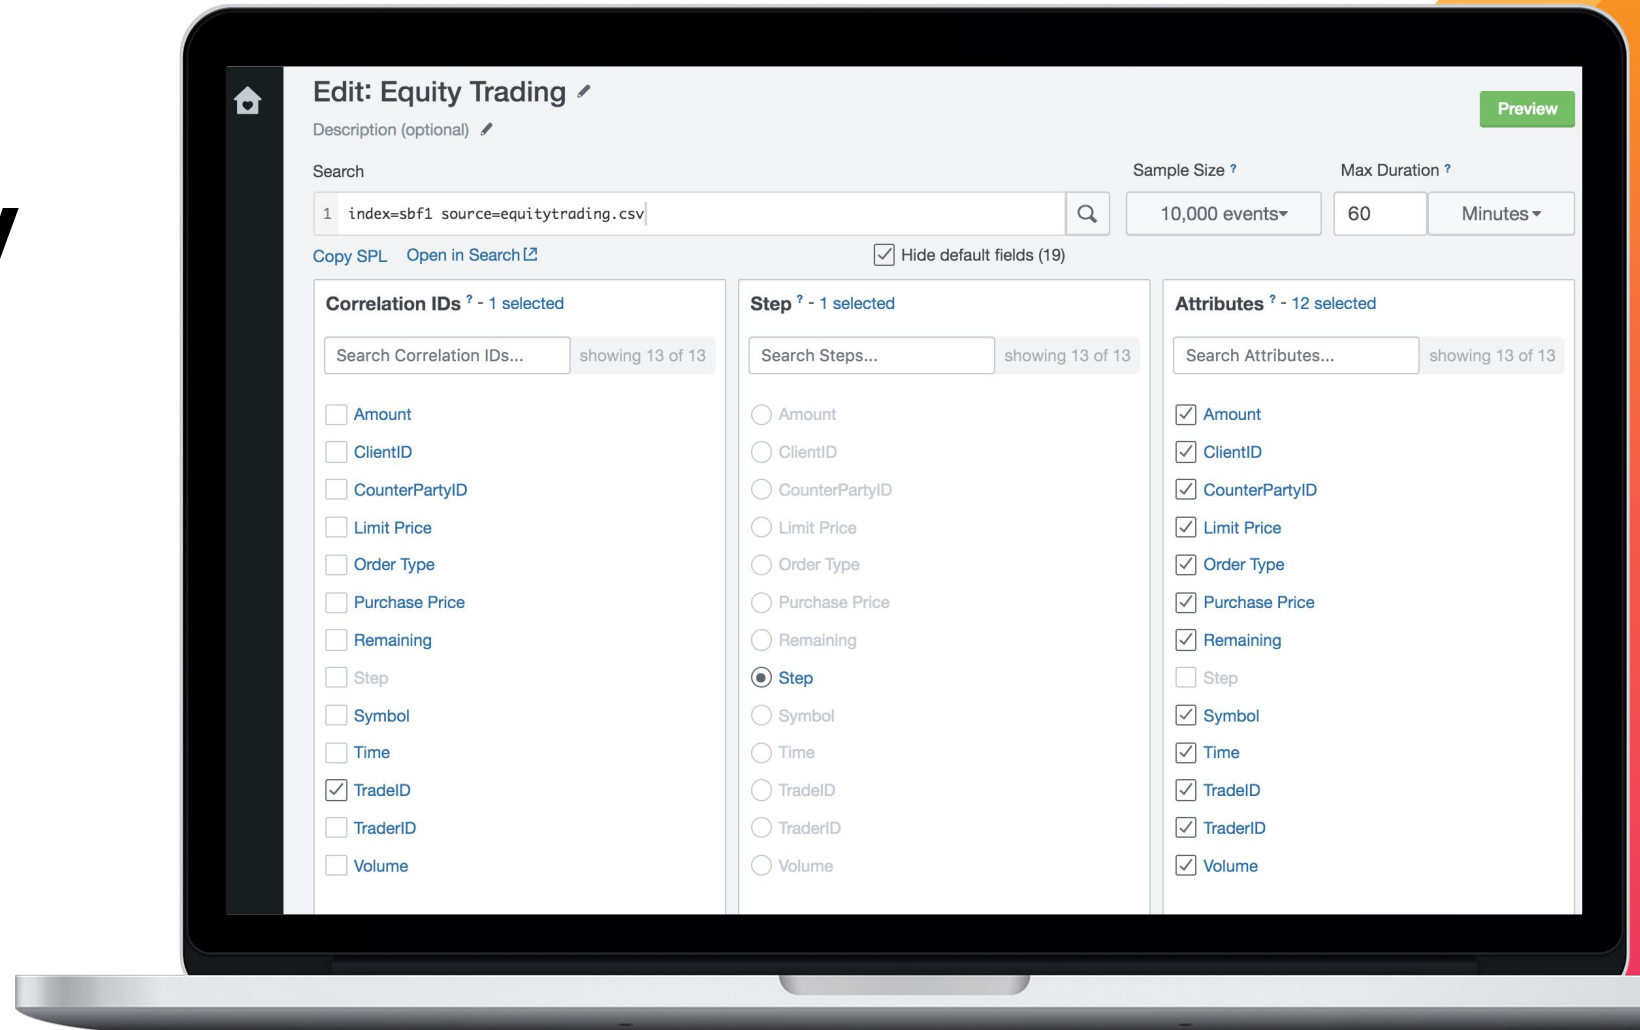 Edit: Equity Trading
Preview
Description (optional)
Search
Sample Size ?
Max Duration ?
1 index=sbf1 source=equitytrading.csv
10,000 events
60
Minutes
Copy SPL Open in Search
Hide default fields (19)
Correlation IDs ? - 1 selected
Search Correlation IDs... showing 13 of 13
Amount
ClientID
CounterPartyID
Limit Price
Order Type
Purchase Price
Remaining
Step
Symbol
Time
TradeID
TraderID
Volume
Step ? - 1 selected
Search Steps... showing 13 of 13
Amount
ClientID
CounterPartyID
Limit Price
Order Type
Purchase Price
Remaining
Step
Symbol
Time
TradeID
TraderID
Volume
Attributes ? - 12 selected
Search Attributes... showing 13 of 13
Amount
ClientID
CounterPartyID
Limit Price
Order Type
Purchase Price
Remaining
Step
Symbol
Time
TradeID
TraderID
Volume